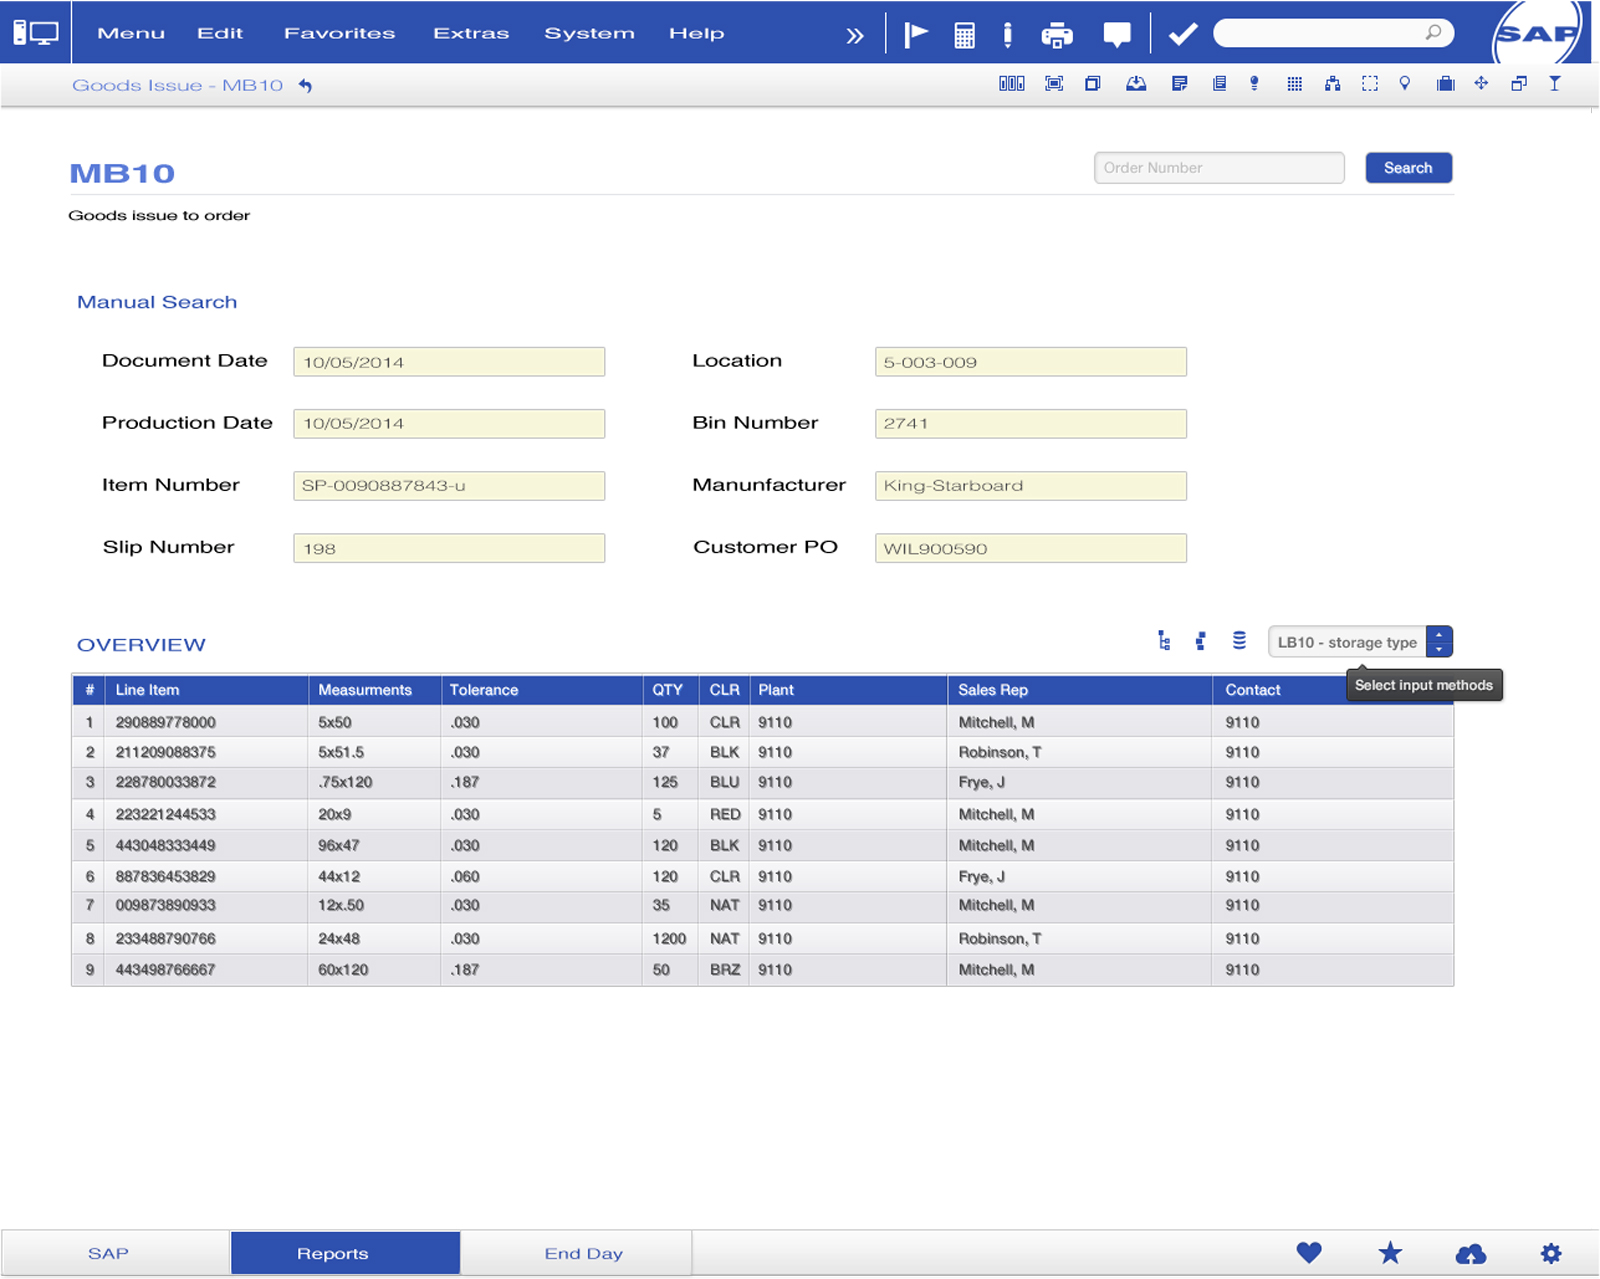 Menu Edit Favorites Extras System Help » SAP
Goods Issue - MB10
MB10 Order Number Search
Goods issue to order
Manual Search
Document Date 10/05/2014 Location 5-003-009
Production Date 10/05/2014 Bin Number 2741
Item Number SP-0090887843-u Manunfacturer King-Starboard
Slip Number 198 Customer PO WIL900590
OVERVIEW LB10 - storage type
Select input methods
# Line Item Measurments Tolerance QTY CLR Plant Sales Rep Contact
1 290889778000 5x50 .030 100 CLR 9110 Mitchell, M 9110
2 211209088375 5x51.5 .030 37 BLK 9110 Robinson, T 9110
3 228780033872 .75x120 .187 125 BLU 9110 Frye, J 9110
4 223221244533 20x9 .030 5 RED 9110 Mitchell, M 9110
5 443048333449 96x47 .030 120 BLK 9110 Mitchell, M 9110
6 887836453829 44x12 .060 120 CLR 9110 Frye, J 9110
7 009873890933 12x.50 .030 35 NAT 9110 Mitchell, M 9110
8 233488790766 24x48 .030 1200 NAT 9110 Robinson, T 9110
9 443498766667 60x120 .187 50 BRZ 9110 Mitchell, M 9110
SAP Reports End Day